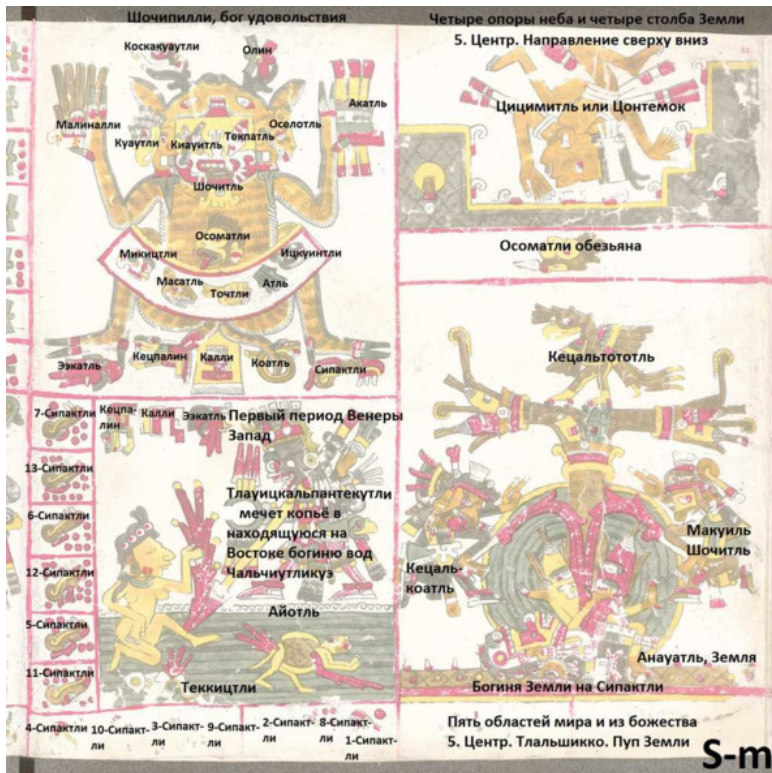 Шочипилли, бог удовольствия
Коскакуаутли
Олин
Малиналли
Акатль
Куаутли
Киауитль
Текпатль
Оселотль
Шочитль
Осоматли
Микицтли
Ицкуинтли
Масатль
Точтли
Атль
Ээкатль
Кецпалин
Калли
Коатль
Сипактли
7-Сипактли
13-Сипактли
6-Сипактли
12-Сипактли
5-Сипактли
11-Сипактли
4-Сипактли
10-Сипакт-
ли
3-Сипакт-
ли
9-Сипакт-
ли
2-Сипакт-
ли
8-Сипакт-
ли
1-Сипакт-
ли
Кецпа-
лин
Калли
Ээкатль
Первый период Венеры
Запад
Тлауицкальпантекутли
мечет копьё в
находящуюся на
Востоке богиню вод
Чальчиутликуэ
Айотль
Теккицтли
Четыре опоры неба и четыре столба Земли
5. Центр. Направление сверху вниз
Цицимитль или Цонтемок
Осоматли обезьяна
Кецальтототль
Кецаль-
коатль
Макуиль
Шочитль
Анауатль, Земля
Богиня Земли на Сипактли
Пять областей мира и из божества
5. Центр. Тлальшикко. Пуп Земли
S-m